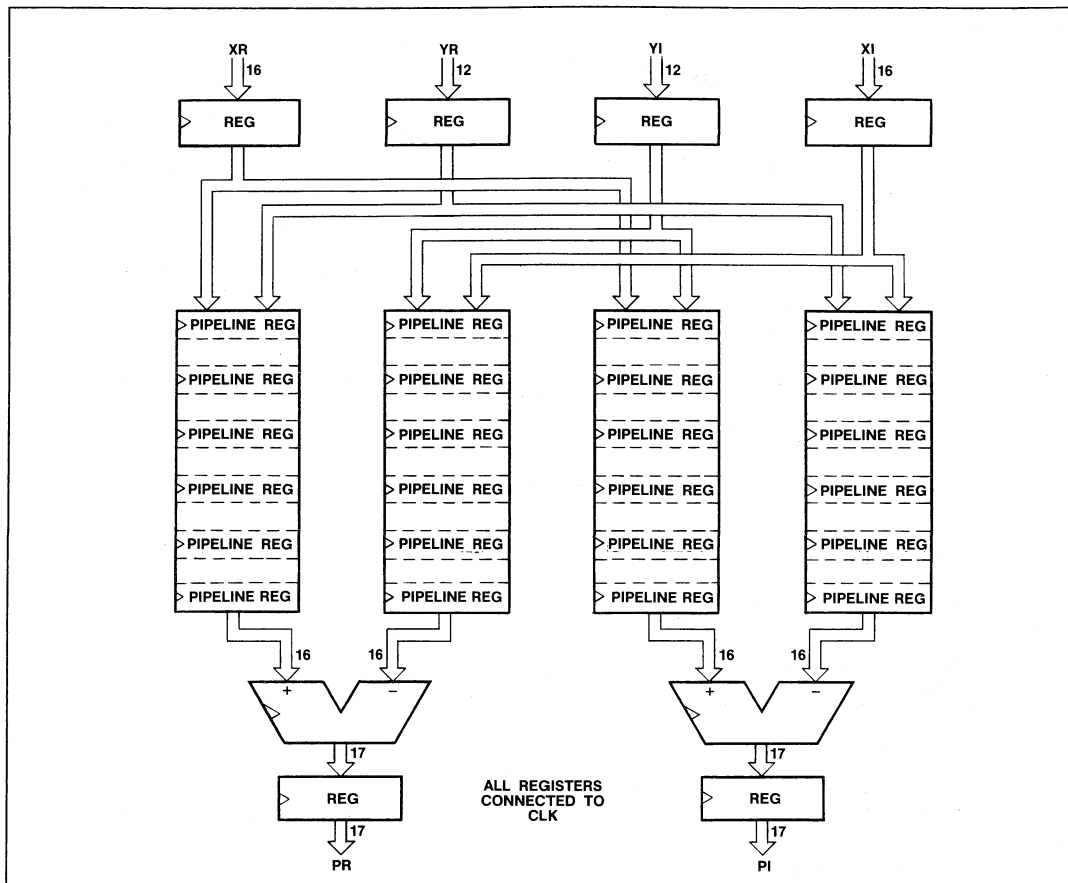 XR YR YI XI
16 12 12 16
REG REG REG REG
PIPELINE REG PIPELINE REG PIPELINE REG PIPELINE REG
PIPELINE REG PIPELINE REG PIPELINE REG PIPELINE REG
PIPELINE REG PIPELINE REG PIPELINE REG PIPELINE REG
PIPELINE REG PIPELINE REG PIPELINE REG PIPELINE REG
PIPELINE REG PIPELINE REG PIPELINE REG PIPELINE REG
PIPELINE REG PIPELINE REG PIPELINE REG PIPELINE REG
16 16 16 16
+ − + −
17 17
REG REG
ALL REGISTERS
CONNECTED TO
CLK
17 17
PR PI